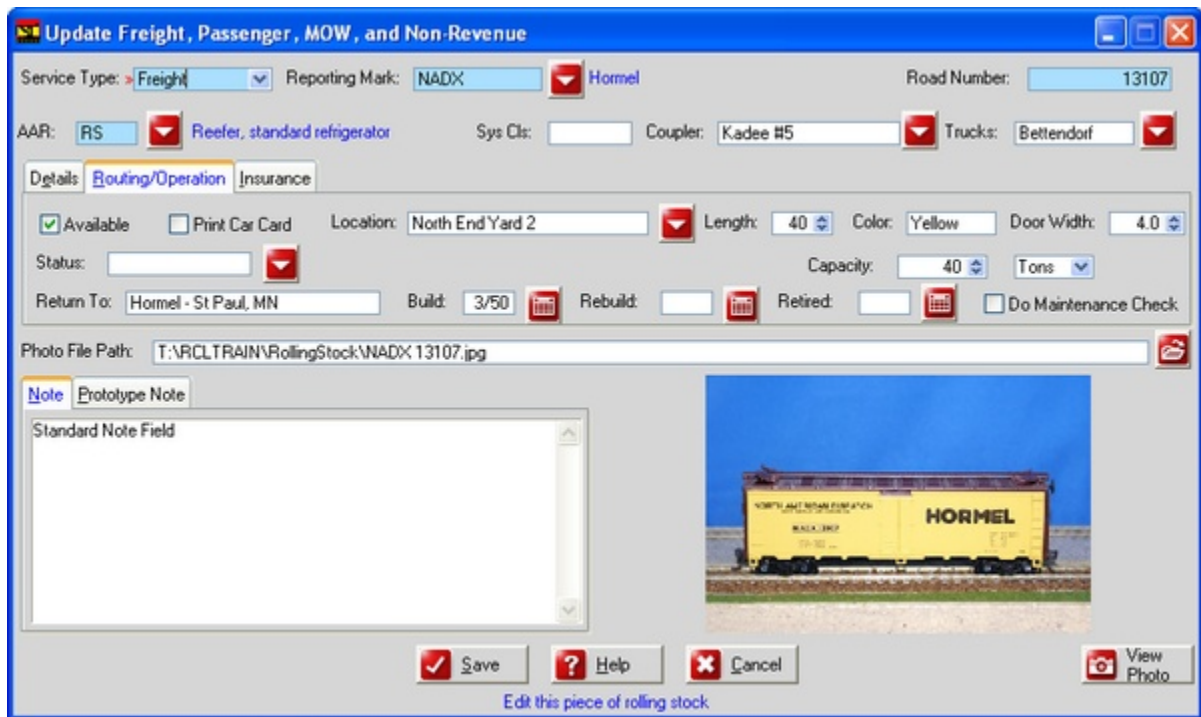 Update Freight, Passenger, MOW, and Non-Revenue
Service Type: » Freight Reporting Mark: NADX Hormel Road Number: 13107
AAR: RS Reefer, standard refrigerator Sys Cls: Coupler: Kadee #5 Trucks: Bettendorf
Details Routing/Operation Insurance
Available Print Car Card Location: North End Yard 2 Length: 40 Color: Yellow Door Width: 4.0
Status: Capacity: 40 Tons
Return To: Hormel - St Paul, MN Build: 3/50 Rebuild: Retired: Do Maintenance Check
Photo File Path: T:\RCLTRAIN\RollingStock\NADX 13107.jpg
Note Prototype Note
Standard Note Field
NORTH AMERICAN DISPATCH
HORMEL
Save Help Cancel View Photo
Edit this piece of rolling stock